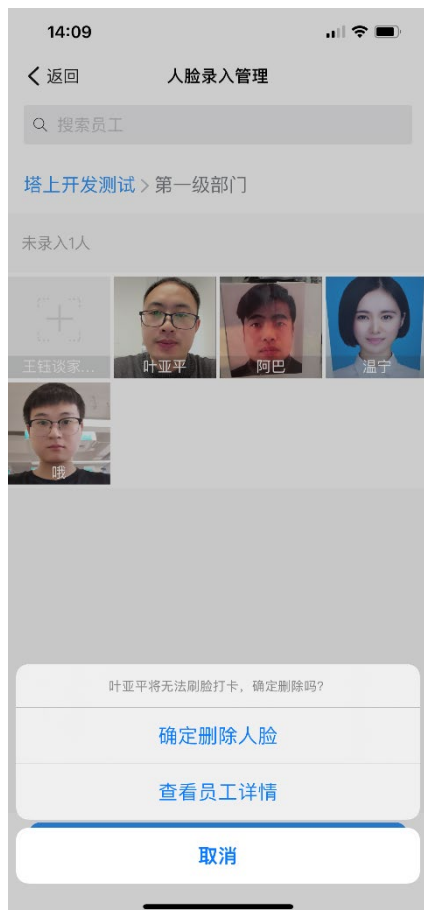 14:09
返回
人脸录入管理
搜索员工
塔上开发测试>第一级部门
未录入1人
王钰谈家...
叶亚平
阿巴
温宁
哦
叶亚平将无法刷脸打卡，确定删除吗?
确定删除人脸
查看员工详情
取消